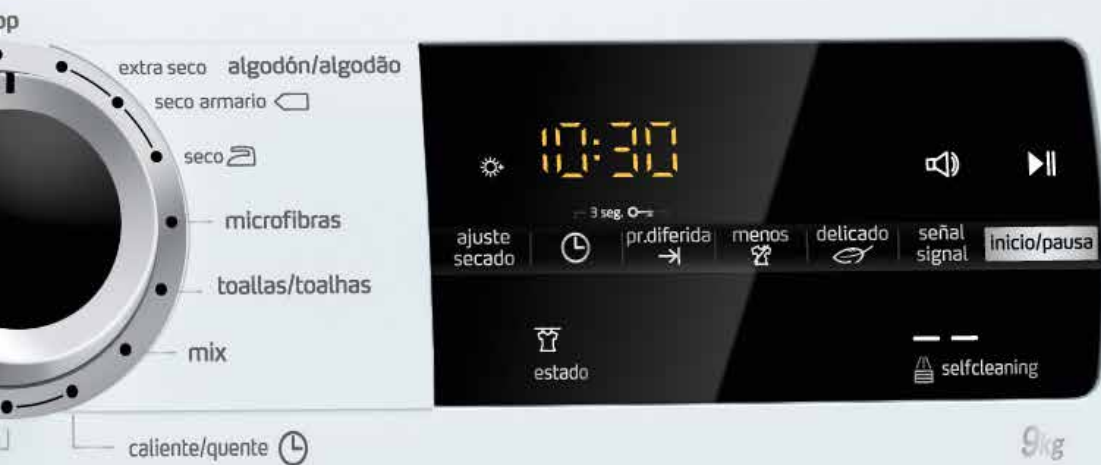 op
extra seco algodón/algodão
seco armario
seco
microfibras
toallas/toalhas
mix
caliente/quente
10:30
3 seg.
ajuste
secado
pr.diferida
menos
delicado
señal
signal
inicio/pausa
estado
selfcleaning
9kg